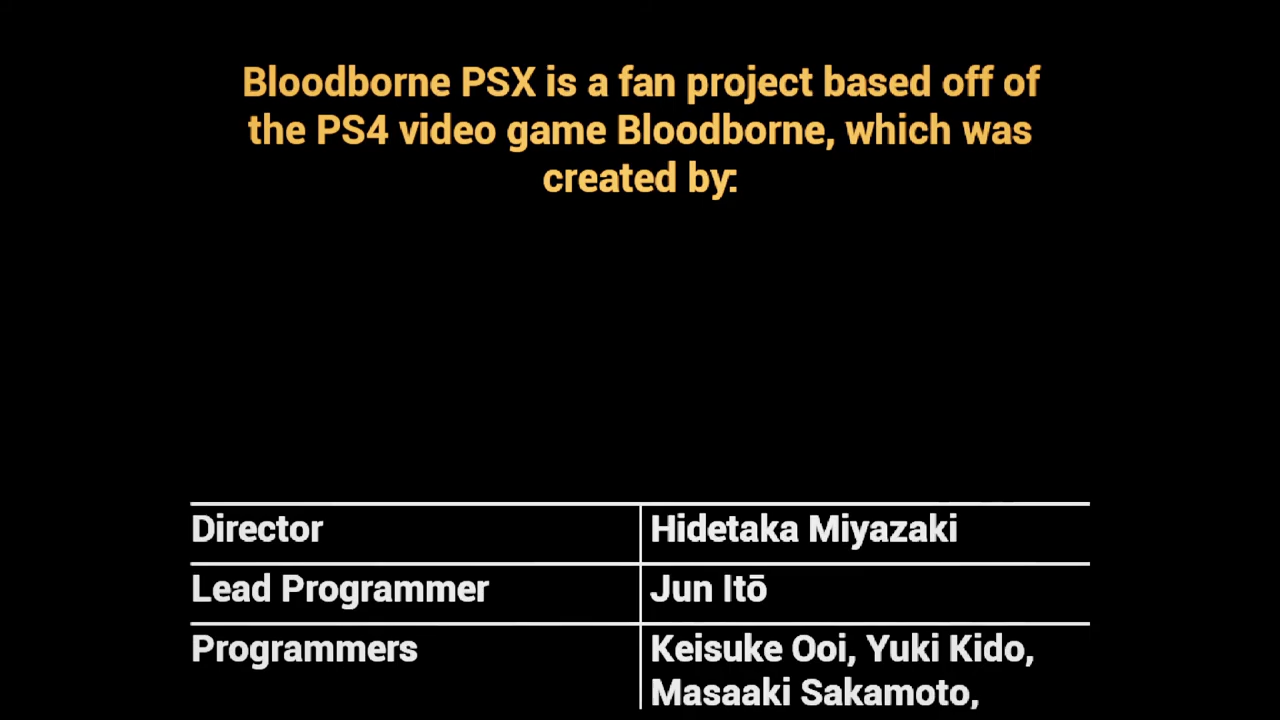 Bloodborne PSX is a fan project based off of
the PS4 video game Bloodborne, which was
created by:
Director Hidetaka Miyazaki
Lead Programmer Jun Itō
Programmers Keisuke Ooi, Yuki Kido,
Masaaki Sakamoto,